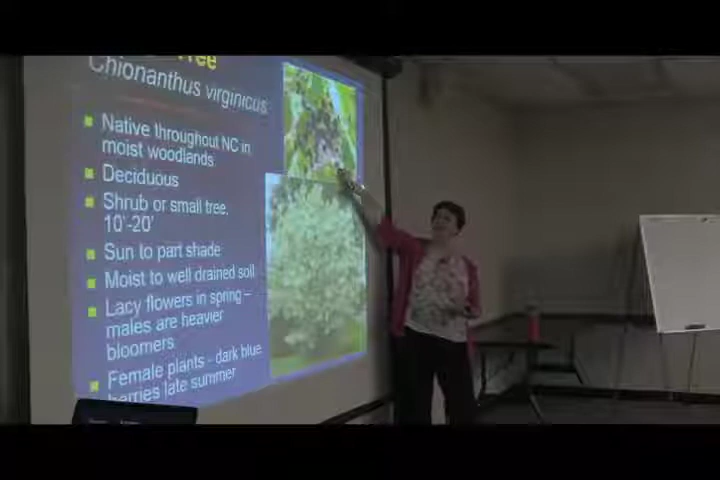 Tree
Chionanthus virginicus
Native throughout NC in
moist woodlands
Deciduous
Shrub or small tree,
10'-20'
Sun to part shade
Moist to well drained soil
Lacy flowers in spring –
males are heavier
bloomers
Female plants - dark blue
berries late summer